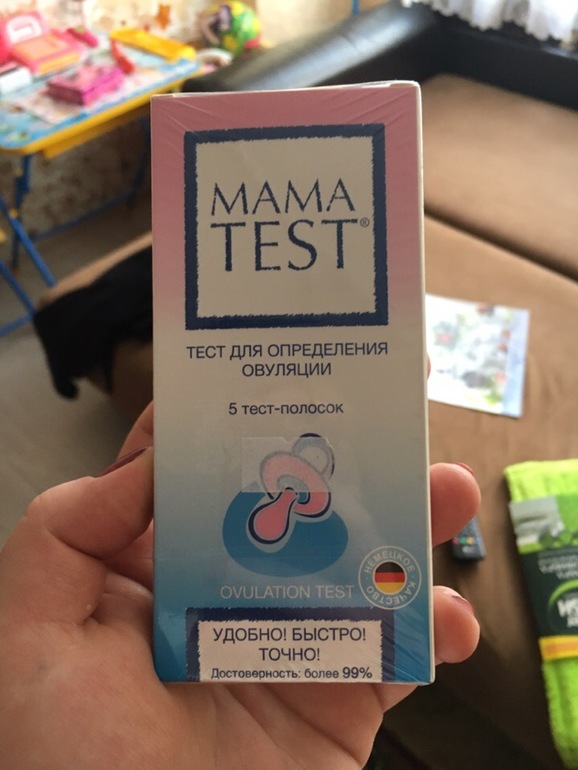 MAMA
TEST®
ТЕСТ ДЛЯ ОПРЕДЕЛЕНИЯ
ОВУЛЯЦИИ
5 тест-полосок
OVULATION TEST
НЕМЕЦКОЕ КАЧЕСТВО
УДОБНО! БЫСТРО!
ТОЧНО!
Достоверность: более 99%